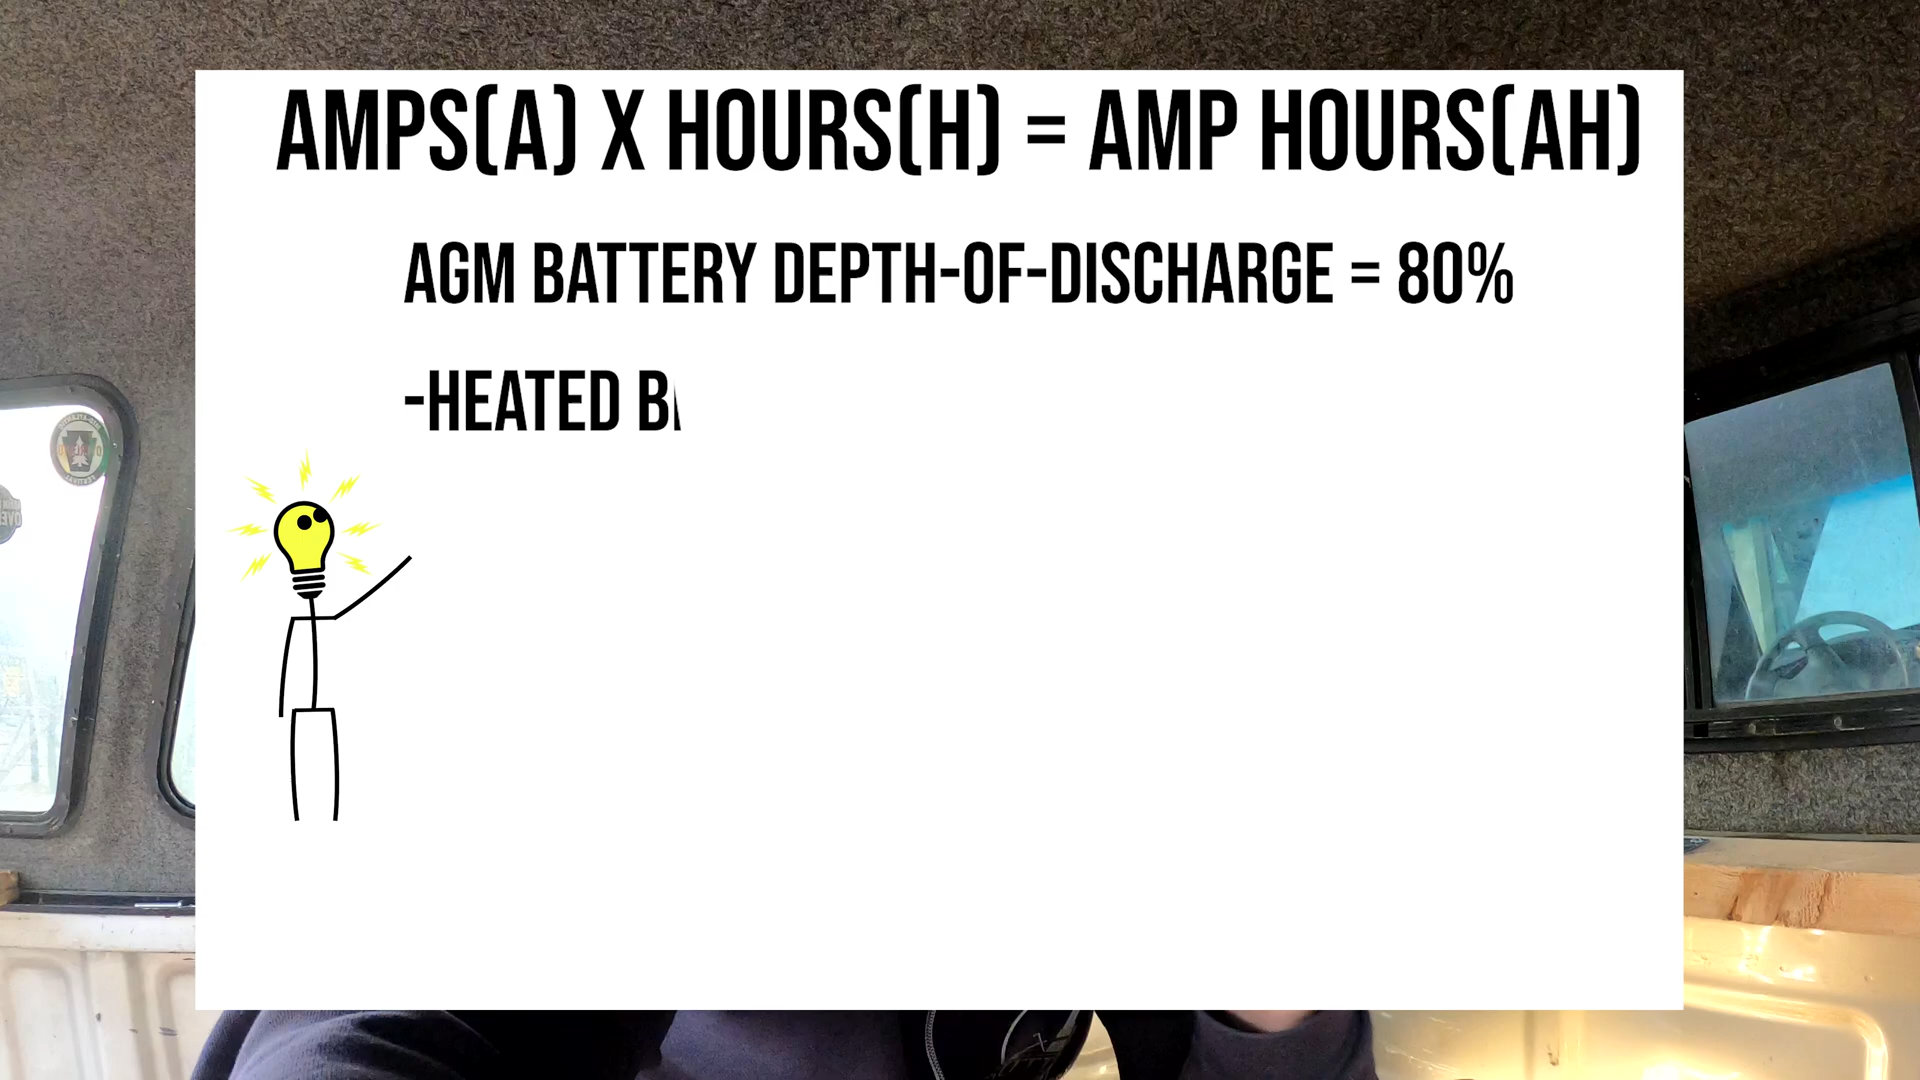 AMPS(A) X HOURS(H) = AMP HOURS(AH)
AGM BATTERY DEPTH-OF-DISCHARGE = 80%
-HEATED